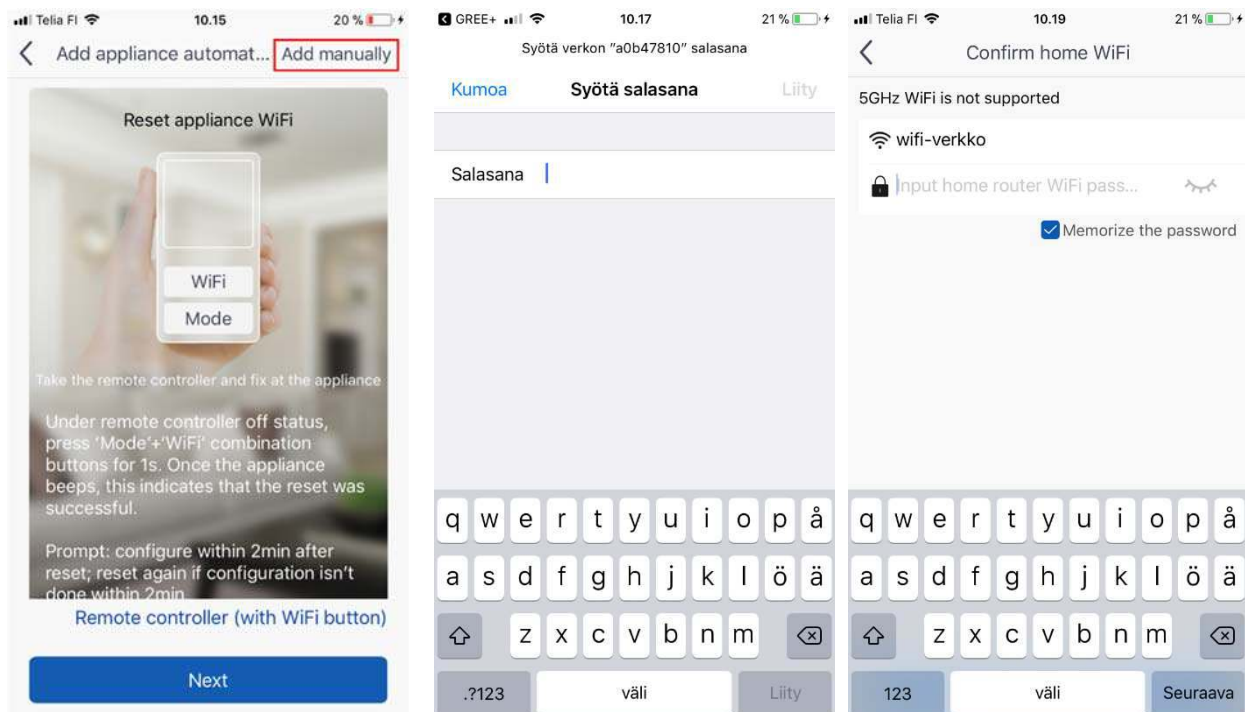 Telia FI 10.15 20 %
Add appliance automat... Add manually
Reset appliance WiFi
WiFi
Mode
Take the remote controller and fix at the appliance
Under remote controller off status,
press 'Mode'+'WiFi' combination
buttons for 1s. Once the appliance
beeps, this indicates that the reset was
successful.
Prompt: configure within 2min after
reset; reset again if configuration isn't
done within 2min
Remote controller (with WiFi button)
Next
GREE+ 10.17 21 %
Syötä verkon "a0b47810" salasana
Kumoa Syötä salasana Liity
Salasana
q w e r t y u i o p å
a s d f g h j k l ö ä
z x c v b n m
.?123 väli Liity
Telia FI 10.19 21 %
Confirm home WiFi
5GHz WiFi is not supported
wifi-verkko
Input home router WiFi pass...
Memorize the password
q w e r t y u i o p å
a s d f g h j k l ö ä
z x c v b n m
123 väli Seuraava